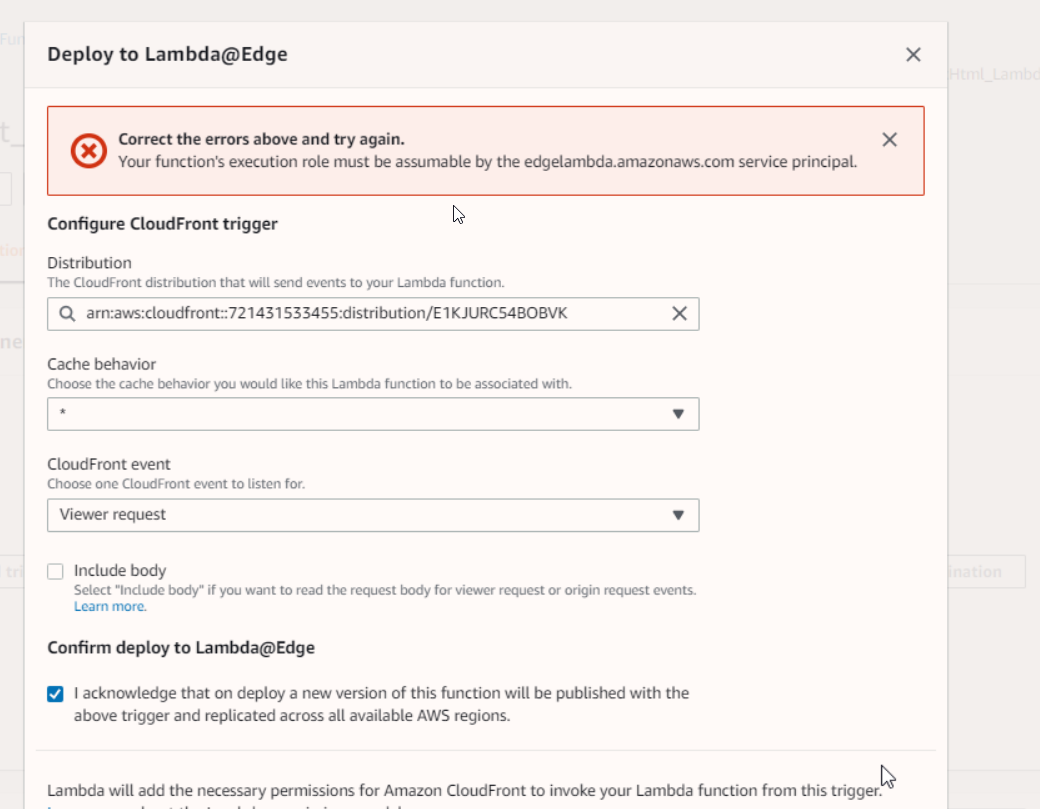 Deploy to Lambda@Edge
Correct the errors above and try again.
Your function's execution role must be assumable by the edgelambda.amazonaws.com service principal.
Configure CloudFront trigger
Distribution
The CloudFront distribution that will send events to your Lambda function.
arn:aws:cloudfront::721431533455:distribution/E1KJURC54BOBVK
Cache behavior
Choose the cache behavior you would like this Lambda function to be associated with.
*
CloudFront event
Choose one CloudFront event to listen for.
Viewer request
Include body
Select "Include body" if you want to read the request body for viewer request or origin request events.
Learn more.
Confirm deploy to Lambda@Edge
I acknowledge that on deploy a new version of this function will be published with the
above trigger and replicated across all available AWS regions.
Lambda will add the necessary permissions for Amazon CloudFront to invoke your Lambda function from this trigger.